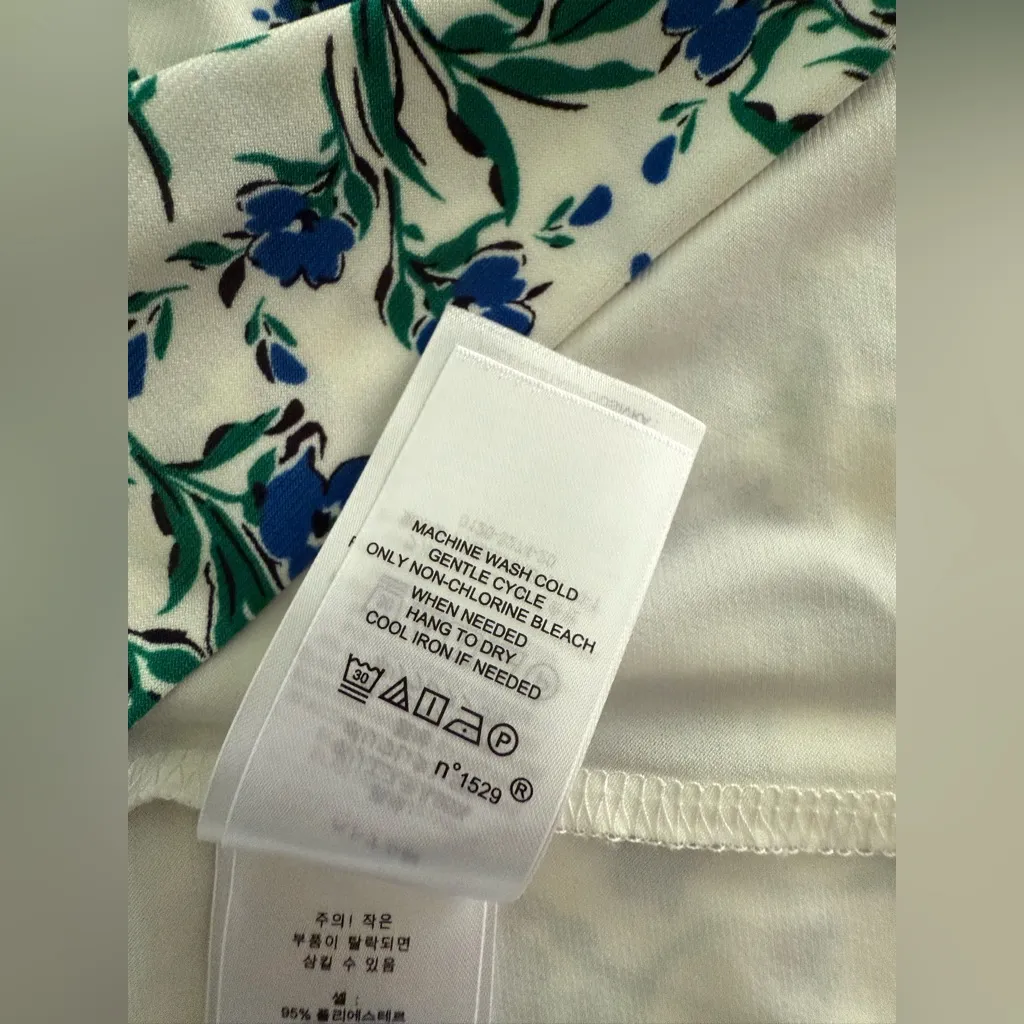 MACHINE WASH COLD
GENTLE CYCLE
ONLY NON-CHLORINE BLEACH
WHEN NEEDED
HANG TO DRY
COOL IRON IF NEEDED
30
P
n°1529 ®
주의! 작은
부품이 탈락되면
삼킬 수 있음
셀 :
95% 폴리에스테르